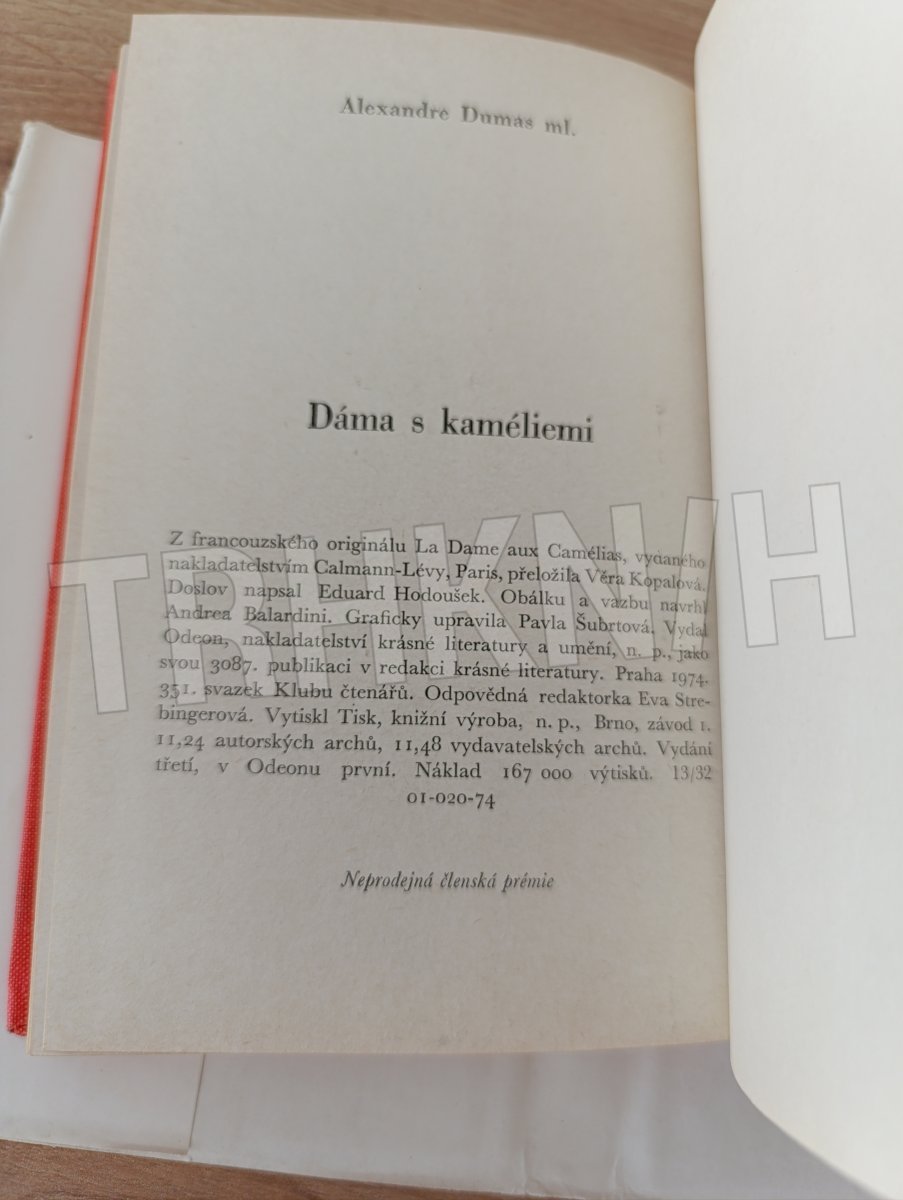 Alexandre Dumas ml.
Dáma s kaméliemi
Z francouzského originálu La Dame aux Camélias, vydaného
nakladatelstvím Calmann-Lévy, Paris, přeložila Věra Kopalová.
Doslov napsal Eduard Hodoušek. Obálku a vazbu navrhl
Andrea Balardini. Graficky upravila Pavla Šubrtová. Vydal
Odeon, nakladatelství krásné literatury a umění, n. p., jako
svou 3087. publikaci v redakci krásné literatury. Praha 1974.
351. svazek Klubu čtenářů. Odpovědná redaktorka Eva Stre-
bingerová. Vytiskl Tisk, knižní výroba, n. p., Brno, závod 1.
11,24 autorských archů, 11,48 vydavatelských archů. Vydání
třetí, v Odeonu první. Náklad 167 000 výtisků. 13/32
01-020-74
Neprodejná členská prémie
TRHKNIH